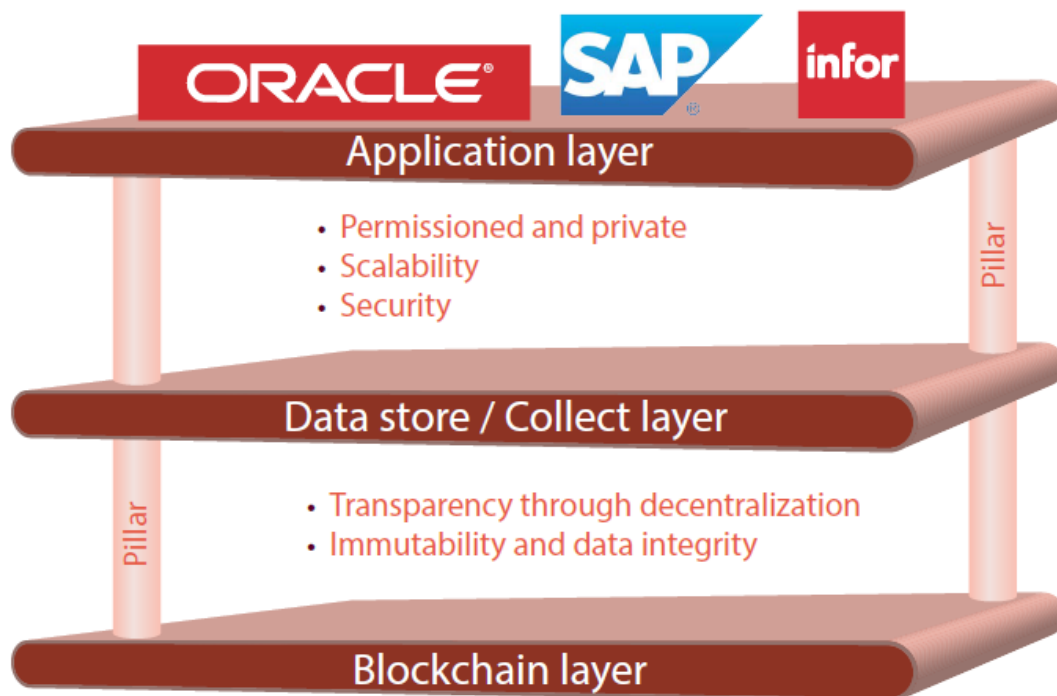 ORACLE®
SAP®
infor
Application layer
• Permissioned and private
• Scalability
• Security
Pillar
Data store / Collect layer
• Transparency through decentralization
• Immutability and data integrity
Pillar
Blockchain layer